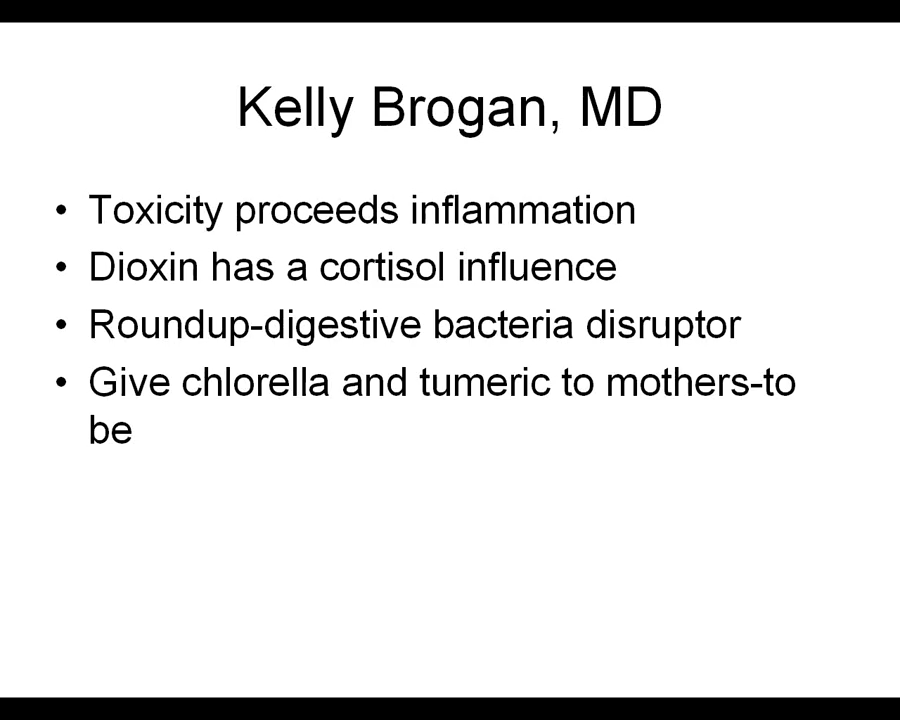 Kelly Brogan, MD
• Toxicity proceeds inflammation
• Dioxin has a cortisol influence
• Roundup-digestive bacteria disruptor
• Give chlorella and tumeric to mothers-to
be